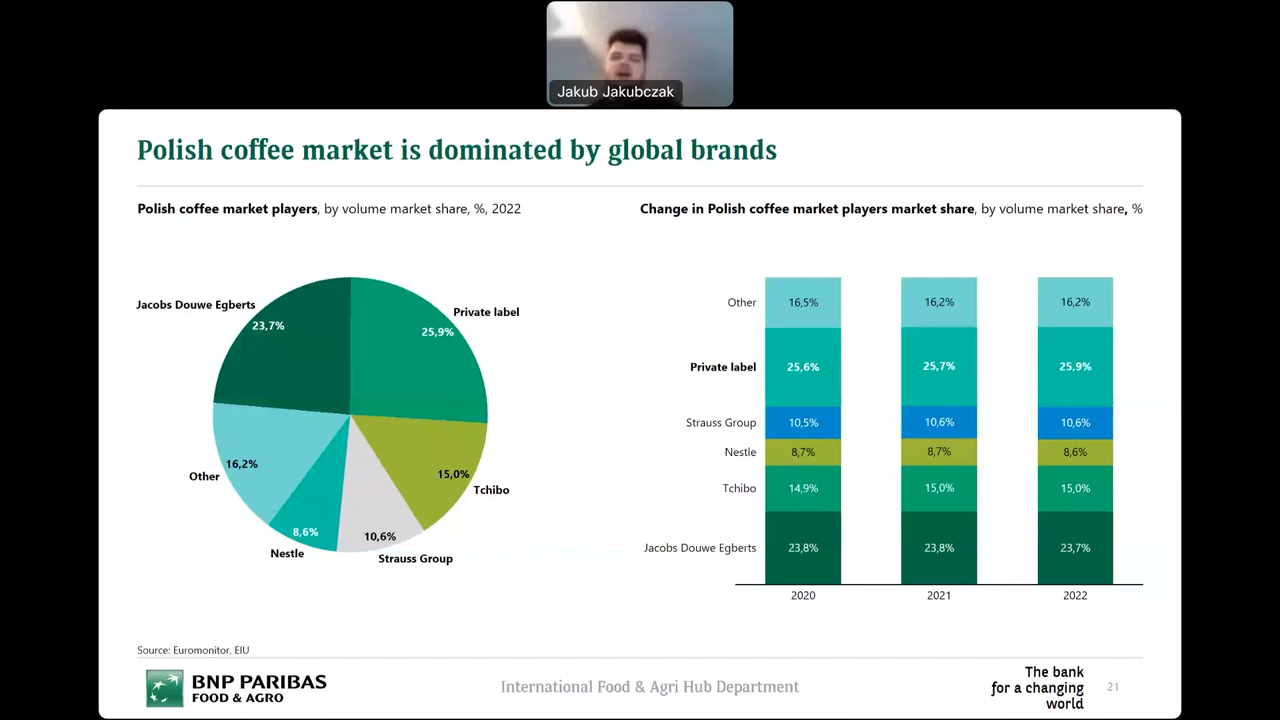 Jakub Jakubczak
Polish coffee market is dominated by global brands
Polish coffee market players, by volume market share, %, 2022
Jacobs Douwe Egberts
23,7%
Private label
25,9%
Other
16,2%
15,0%
Tchibo
8,6%
Nestle
10,6%
Strauss Group
Change in Polish coffee market players market share, by volume market share, %
Other
16,5%
16,2%
16,2%
Private label
25,6%
25,7%
25,9%
Strauss Group
10,5%
10,6%
10,6%
Nestle
8,7%
8,7%
8,6%
Tchibo
14,9%
15,0%
15,0%
Jacobs Douwe Egberts
23,8%
23,8%
23,7%
2020
2021
2022
Source: Euromonitor, EIU
BNP PARIBAS
FOOD & AGRO
International Food & Agri Hub Department
The bank
for a changing
world
21